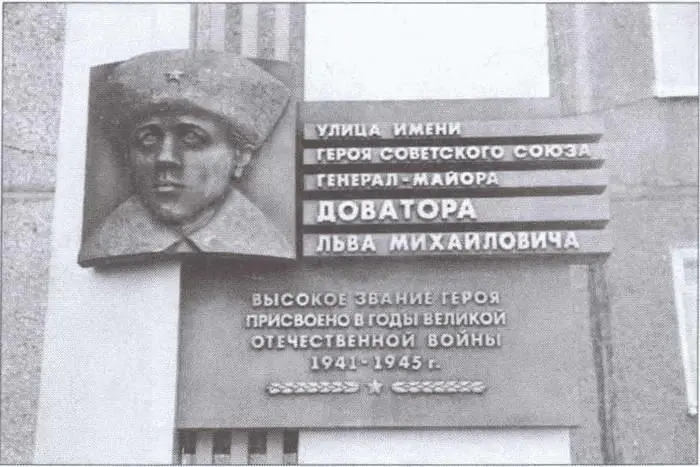 УЛИЦА ИМЕНИ
ГЕРОЯ СОВЕТСКОГО СОЮЗА
ГЕНЕРАЛ-МАЙОРА
ДОВАТОРА
ЛЬВА МИХАЙЛОВИЧА
ВЫСОКОЕ ЗВАНИЕ ГЕРОЯ
ПРИСВОЕНО В ГОДЫ ВЕЛИКОЙ
ОТЕЧЕСТВЕННОЙ ВОЙНЫ
1941-1945 г.